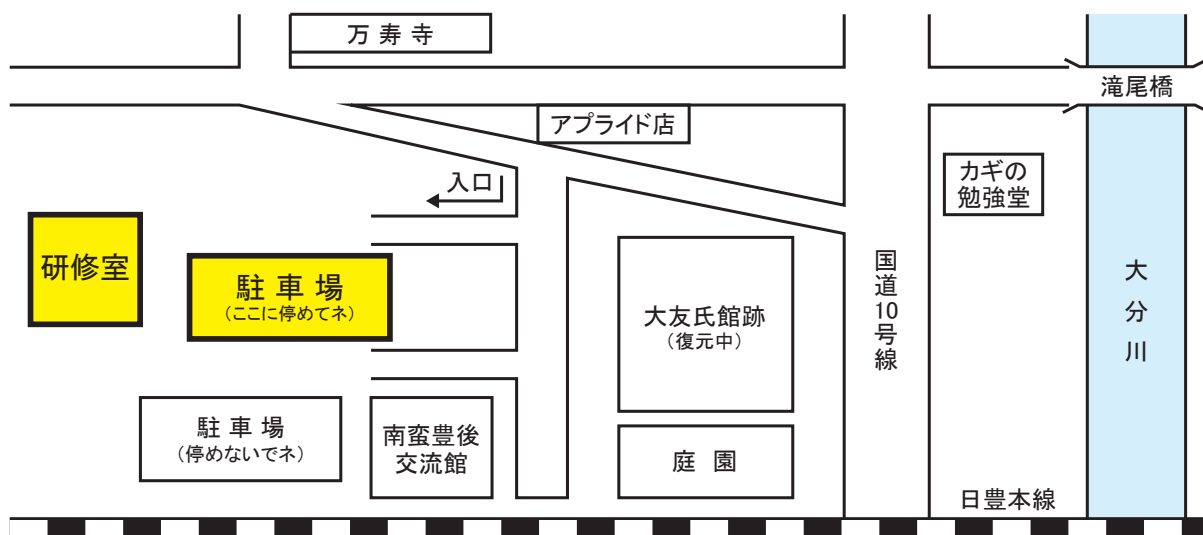 万寿寺
滝尾橋
アプライド店
入口
カギの
勉強堂
研修室
駐車場
（ここに停めてネ）
大友氏館跡
（復元中）
国道10号線
大分川
駐車場
（停めないでネ）
南蛮豊後
交流館
庭園
日豊本線